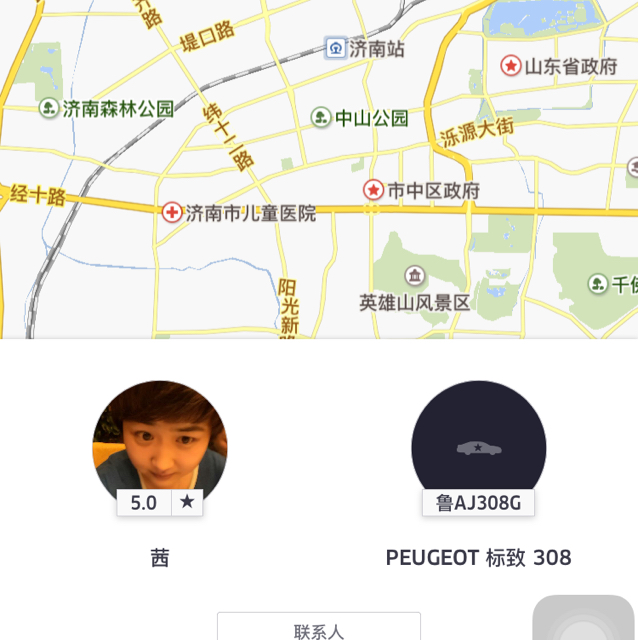 齐路
堤口路
济南站
山东省政府
济南森林公园
纬十二路
中山公园
泺源大街
经十路
市中区政府
济南市儿童医院
阳光新路
英雄山风景区
千佛
5.0 ★
鲁AJ308G
茜
PEUGEOT 标致 308
联系人